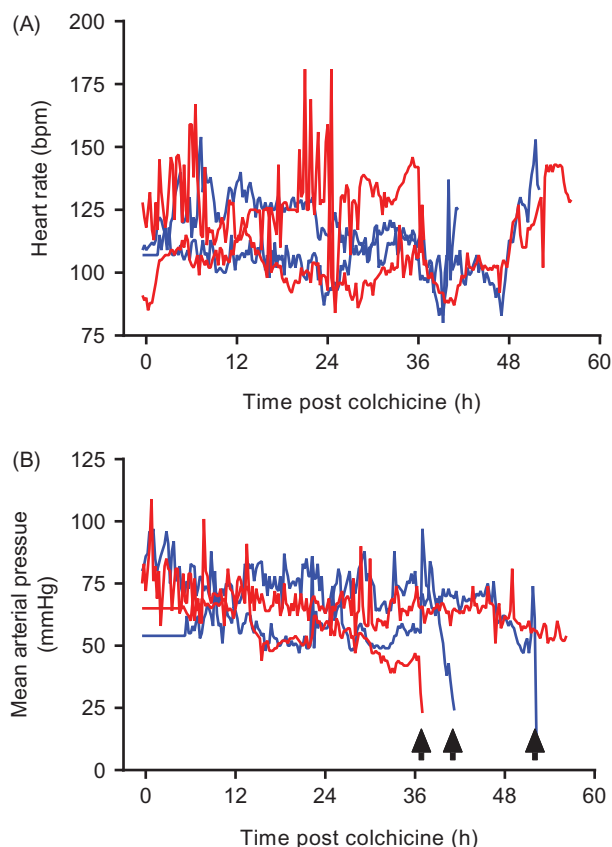 (A)
200
175
150
125
100
75
Heart rate (bpm)
0 12 24 36 48 60
Time post colchicine (h)
(B)
125
100
75
50
25
0
Mean arterial pressue
(mmHg)
0 12 24 36 48 60
Time post colchicine (h)